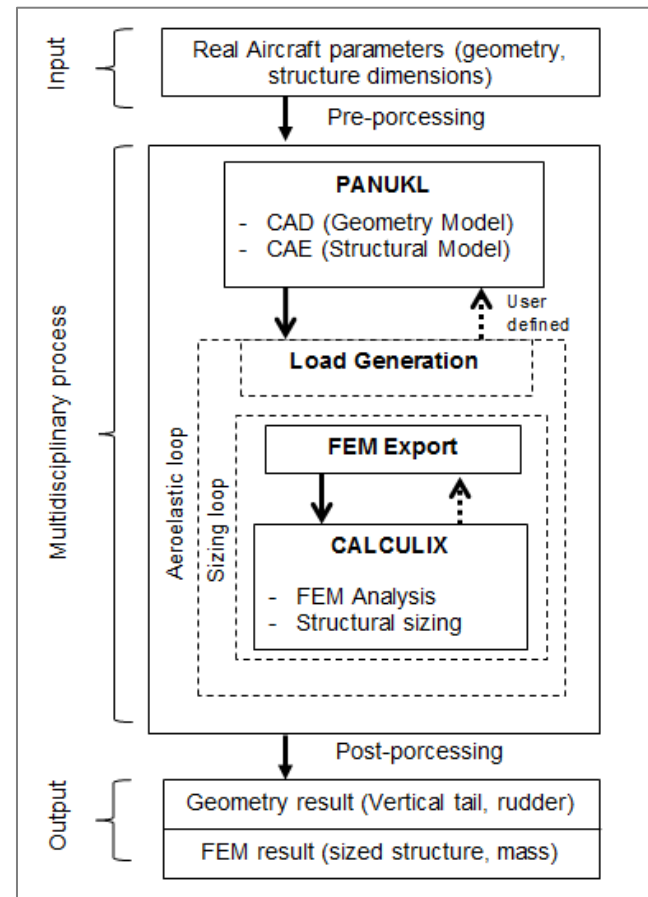 Input
Real Aircraft parameters (geometry,
structure dimensions)
Pre-porcessing
Multidisciplinary process
PANUKL
- CAD (Geometry Model)
- CAE (Structural Model)
User
defined
Load Generation
Aeroelastic loop
Sizing loop
FEM Export
CALCULIX
- FEM Analysis
- Structural sizing
Post-porcessing
Output
Geometry result (Vertical tail, rudder)
FEM result (sized structure, mass)